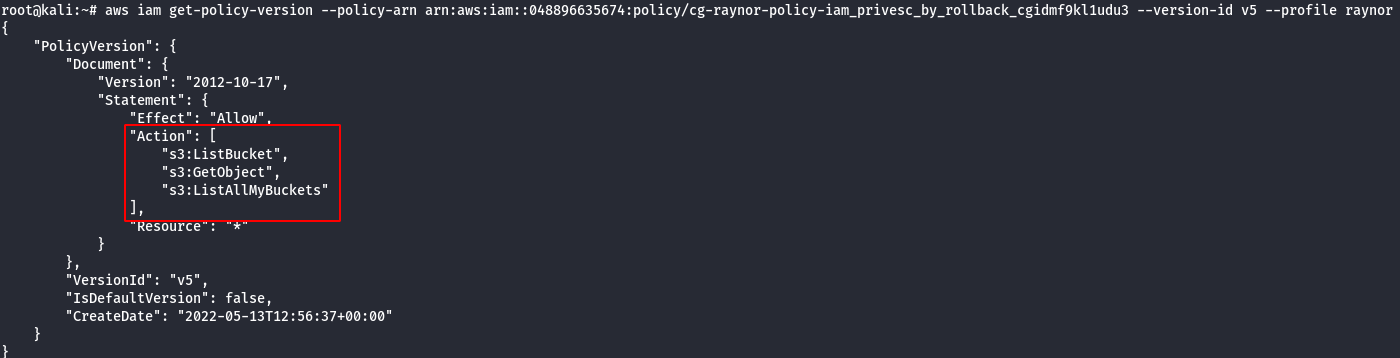 root@kali:~# aws iam get-policy-version --policy-arn arn:aws:iam::048896635674:policy/cg-raynor-policy-iam_privesc_by_rollback_cgidmf9kl1udu3 --version-id v5 --profile raynor
{
    "PolicyVersion": {
        "Document": {
            "Version": "2012-10-17",
            "Statement": {
                "Effect": "Allow",
                "Action": [
                    "s3:ListBucket",
                    "s3:GetObject",
                    "s3:ListAllMyBuckets"
                ],
                "Resource": "*"
            }
        },
        "VersionId": "v5",
        "IsDefaultVersion": false,
        "CreateDate": "2022-05-13T12:56:37+00:00"
    }
}